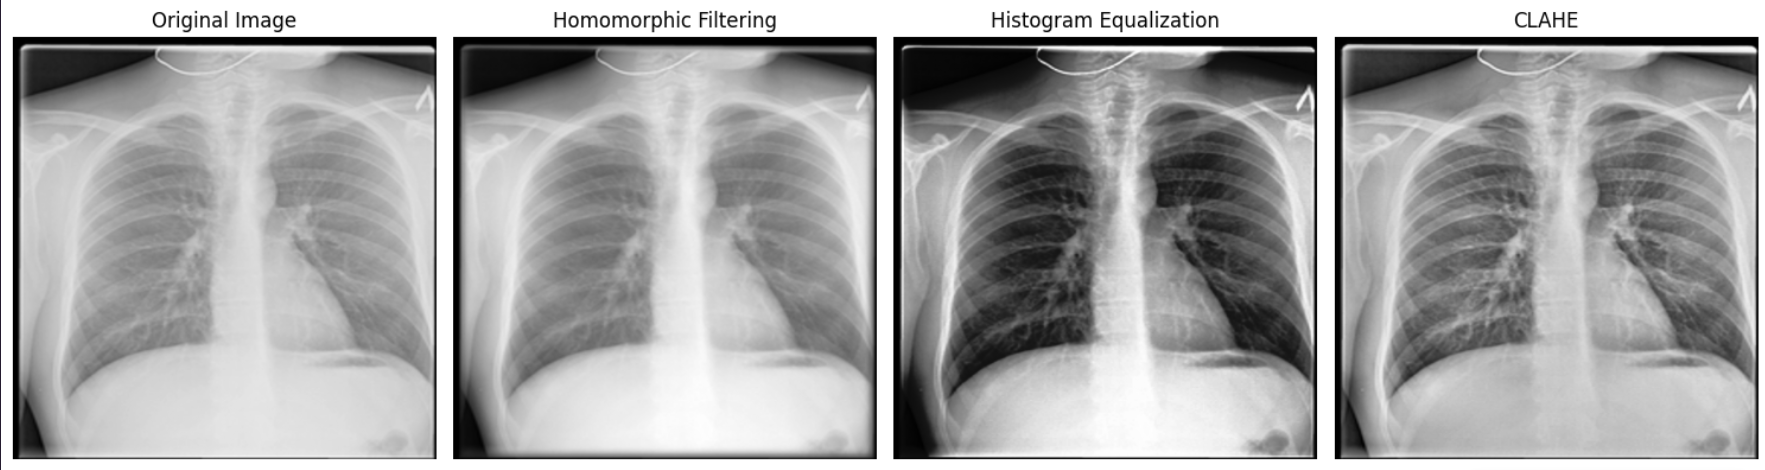 Original Image
Homomorphic Filtering
Histogram Equalization
CLAHE